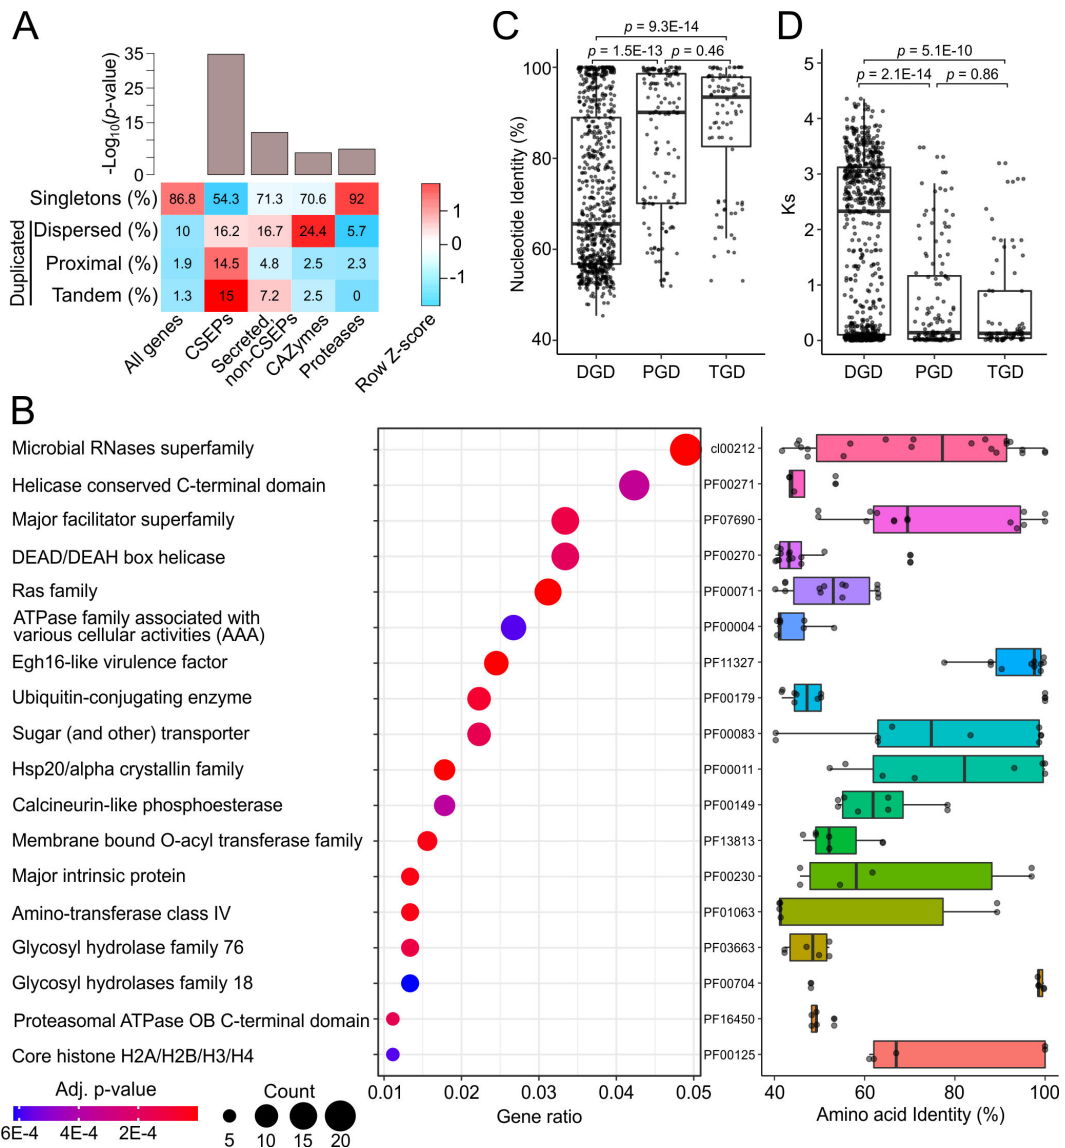 A
-Log10(p-value)
35
25
15
0
Singletons (%)
86.8 54.3 71.3 70.6 92
Duplicated
Dispersed (%)
10 16.2 16.7 24.4 5.7
Proximal (%)
1.9 14.5 4.8 2.5 2.3
Tandem (%)
1.3 15 7.2 2.5 0
All genes
CSEPs
Secreted,
non-CSEPs
CAZymes
Proteases
Row Z-score
1
0
-1
C
p = 9.3E-14
p = 1.5E-13 p = 0.46
Nucleotide Identity (%)
100
80
60
40
DGD PGD TGD
D
p = 5.1E-10
p = 2.1E-14 p = 0.86
Ks
5
4
3
2
1
0
DGD PGD TGD
B
Microbial RNases superfamily cl00212
Helicase conserved C-terminal domain PF00271
Major facilitator superfamily PF07690
DEAD/DEAH box helicase PF00270
Ras family PF00071
ATPase family associated with
various cellular activities (AAA) PF00004
Egh16-like virulence factor PF11327
Ubiquitin-conjugating enzyme PF00179
Sugar (and other) transporter PF00083
Hsp20/alpha crystallin family PF00011
Calcineurin-like phosphoesterase PF00149
Membrane bound O-acyl transferase family PF13813
Major intrinsic protein PF00230
Amino-transferase class IV PF01063
Glycosyl hydrolase family 76 PF03663
Glycosyl hydrolases family 18 PF00704
Proteasomal ATPase OB C-terminal domain PF16450
Core histone H2A/H2B/H3/H4 PF00125
0.01 0.02 0.03 0.04 0.05
Gene ratio
40 60 80 100
Amino acid Identity (%)
Adj. p-value
6E-4 4E-4 2E-4
Count
5 10 15 20